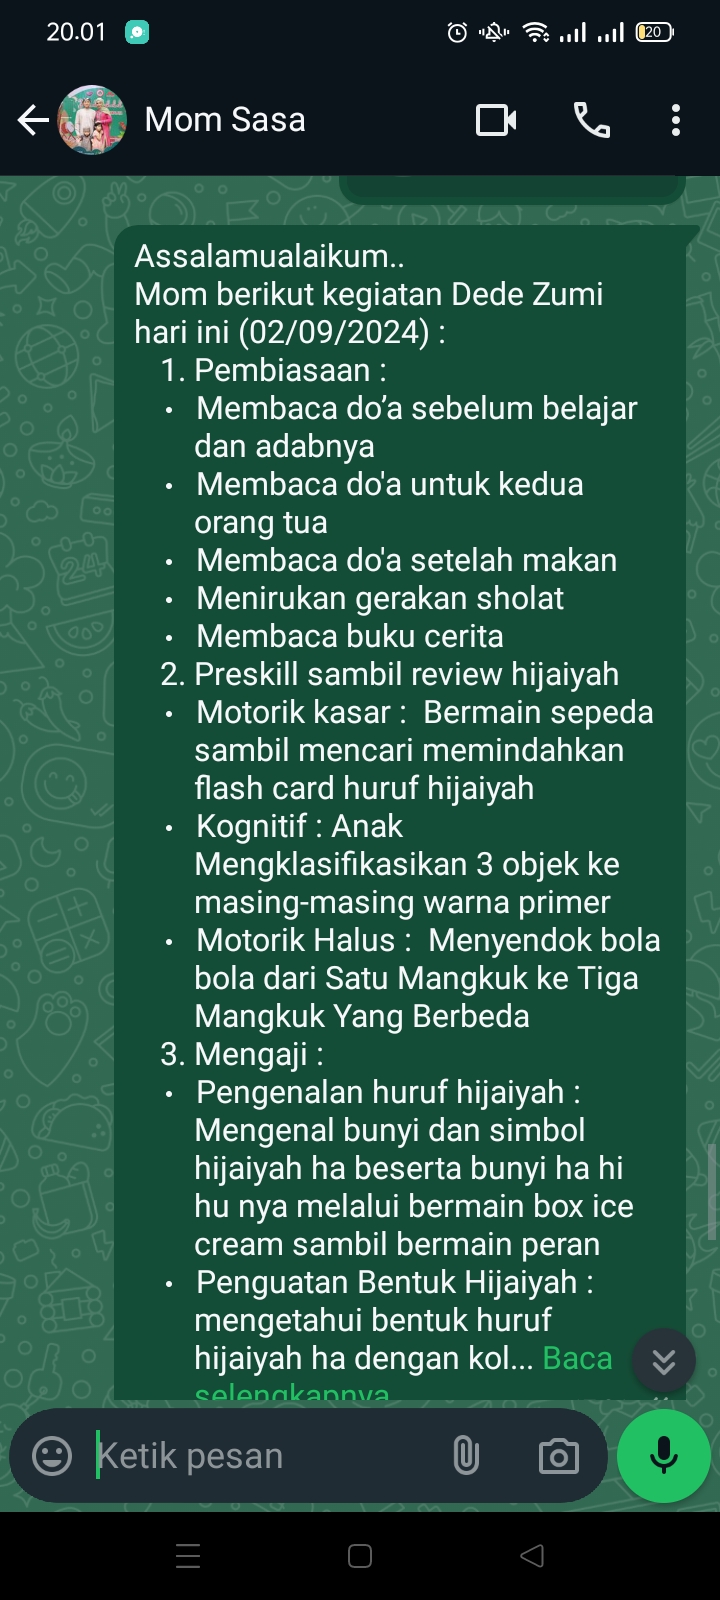 20.01
20
Mom Sasa
Assalamualaikum..
Mom berikut kegiatan Dede Zumi
hari ini (02/09/2024) :
1. Pembiasaan :
• Membaca do’a sebelum belajar
dan adabnya
• Membaca do'a untuk kedua
orang tua
• Membaca do'a setelah makan
• Menirukan gerakan sholat
• Membaca buku cerita
2. Preskill sambil review hijaiyah
• Motorik kasar :  Bermain sepeda
sambil mencari memindahkan
flash card huruf hijaiyah
• Kognitif : Anak
Mengklasifikasikan 3 objek ke
masing-masing warna primer
• Motorik Halus :  Menyendok bola
bola dari Satu Mangkuk ke Tiga
Mangkuk Yang Berbeda
3. Mengaji :
• Pengenalan huruf hijaiyah :
Mengenal bunyi dan simbol
hijaiyah ha beserta bunyi ha hi
hu nya melalui bermain box ice
cream sambil bermain peran
• Penguatan Bentuk Hijaiyah :
mengetahui bentuk huruf
hijaiyah ha dengan kol... Baca
selengkapnya
Ketik pesan